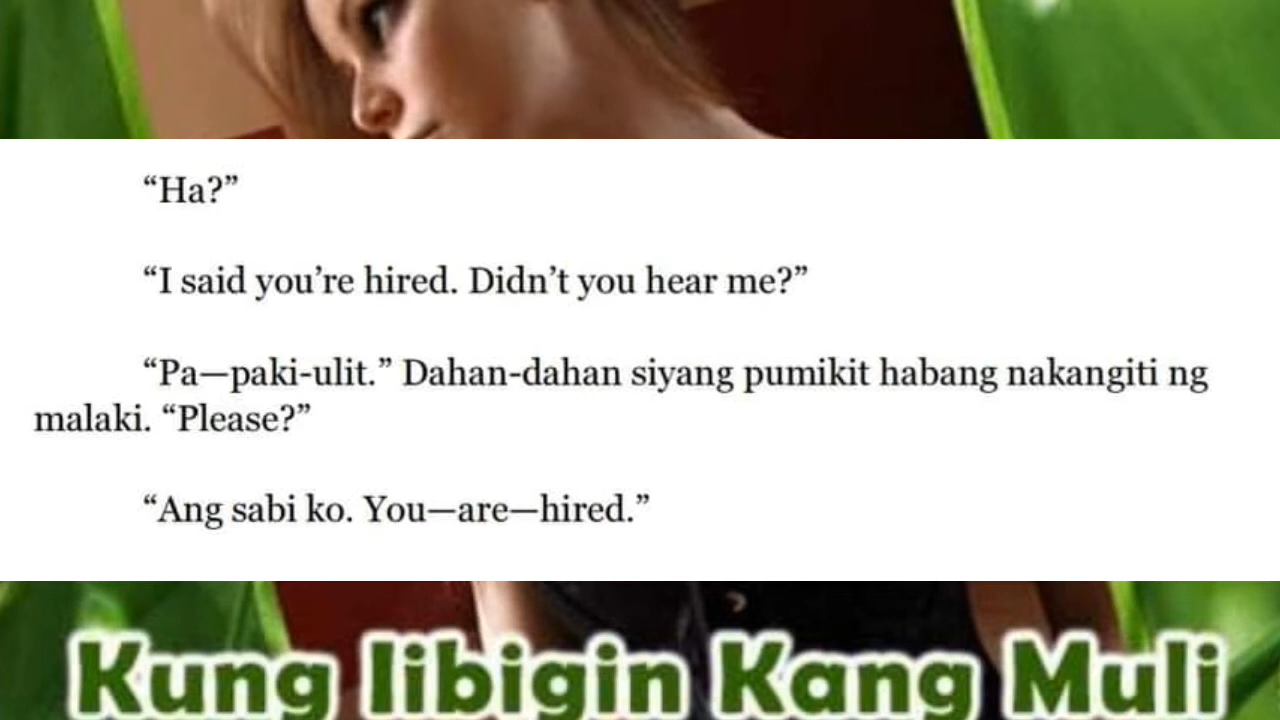 “Ha?”
“I said you’re hired. Didn’t you hear me?”
“Pa—paki-ulit.” Dahan-dahan siyang pumikit habang nakangiti ng
malaki. “Please?”
“Ang sabi ko. You—are—hired.”
Kung Iibigin Kang Muli